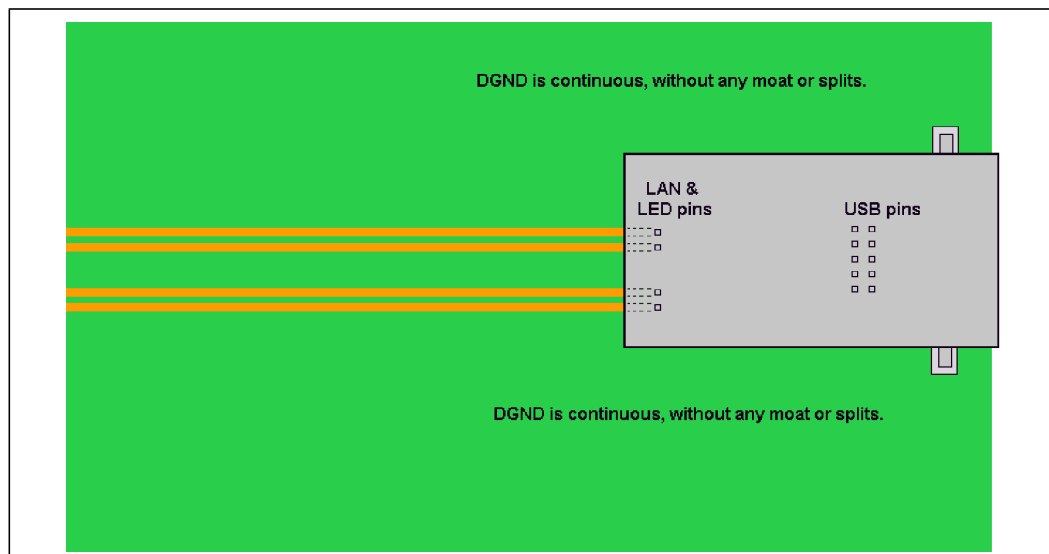 DGND is continuous, without any moat or splits.
LAN &
LED pins
USB pins
DGND is continuous, without any moat or splits.